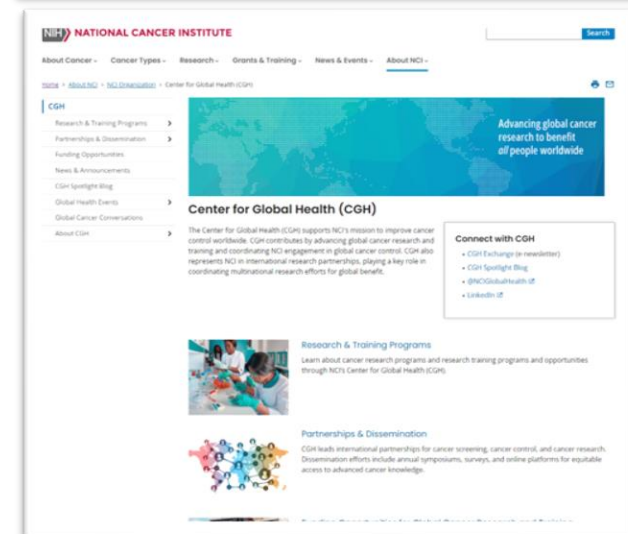 NIH NATIONAL CANCER INSTITUTE
Search
About Cancer Cancer Types Research Grants & Training News & Events About NCI
Home > About NCI > NCI Organization > Center for Global Health (CGH)
CGH
Research & Training Programs
Partnerships & Dissemination
Funding Opportunities
News & Announcements
CGH Spotlight Blog
Global Health Events
Global Cancer Conversations
About CGH
Advancing global cancer
research to benefit
all people worldwide
Center for Global Health (CGH)
The Center for Global Health (CGH) supports NCI's mission to improve cancer
control worldwide. CGH contributes by advancing global cancer research and
training and coordinating NCI engagement in global cancer control. CGH also
represents NCI in international research partnerships, playing a key role in
coordinating multinational research efforts for global benefit.
Connect with CGH
• CGH Exchange (e-newsletter)
• CGH Spotlight Blog
• @NCIGlobalHealth
• LinkedIn
Research & Training Programs
Learn about cancer research programs and research training programs and opportunities
through NCI's Center for Global Health (CGH).
Partnerships & Dissemination
CGH leads international partnerships for cancer screening, cancer control, and cancer research.
Dissemination efforts include annual symposiums, surveys, and online platforms for equitable
access to advanced cancer knowledge.